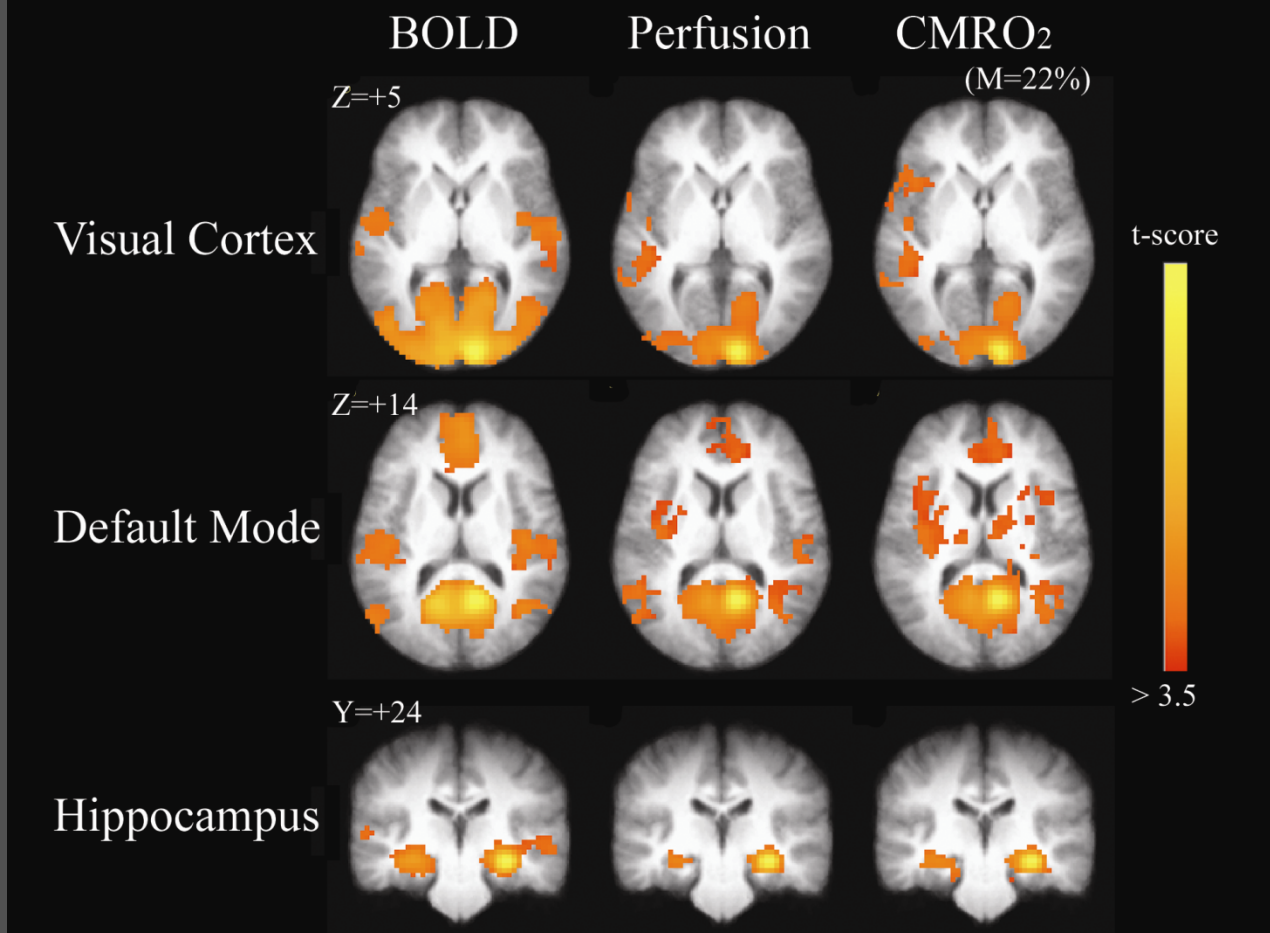 BOLD Perfusion CMRO₂
(M=22%)
Z=+5
Visual Cortex
t-score
Z=+14
Default Mode
> 3.5
Y=+24
Hippocampus